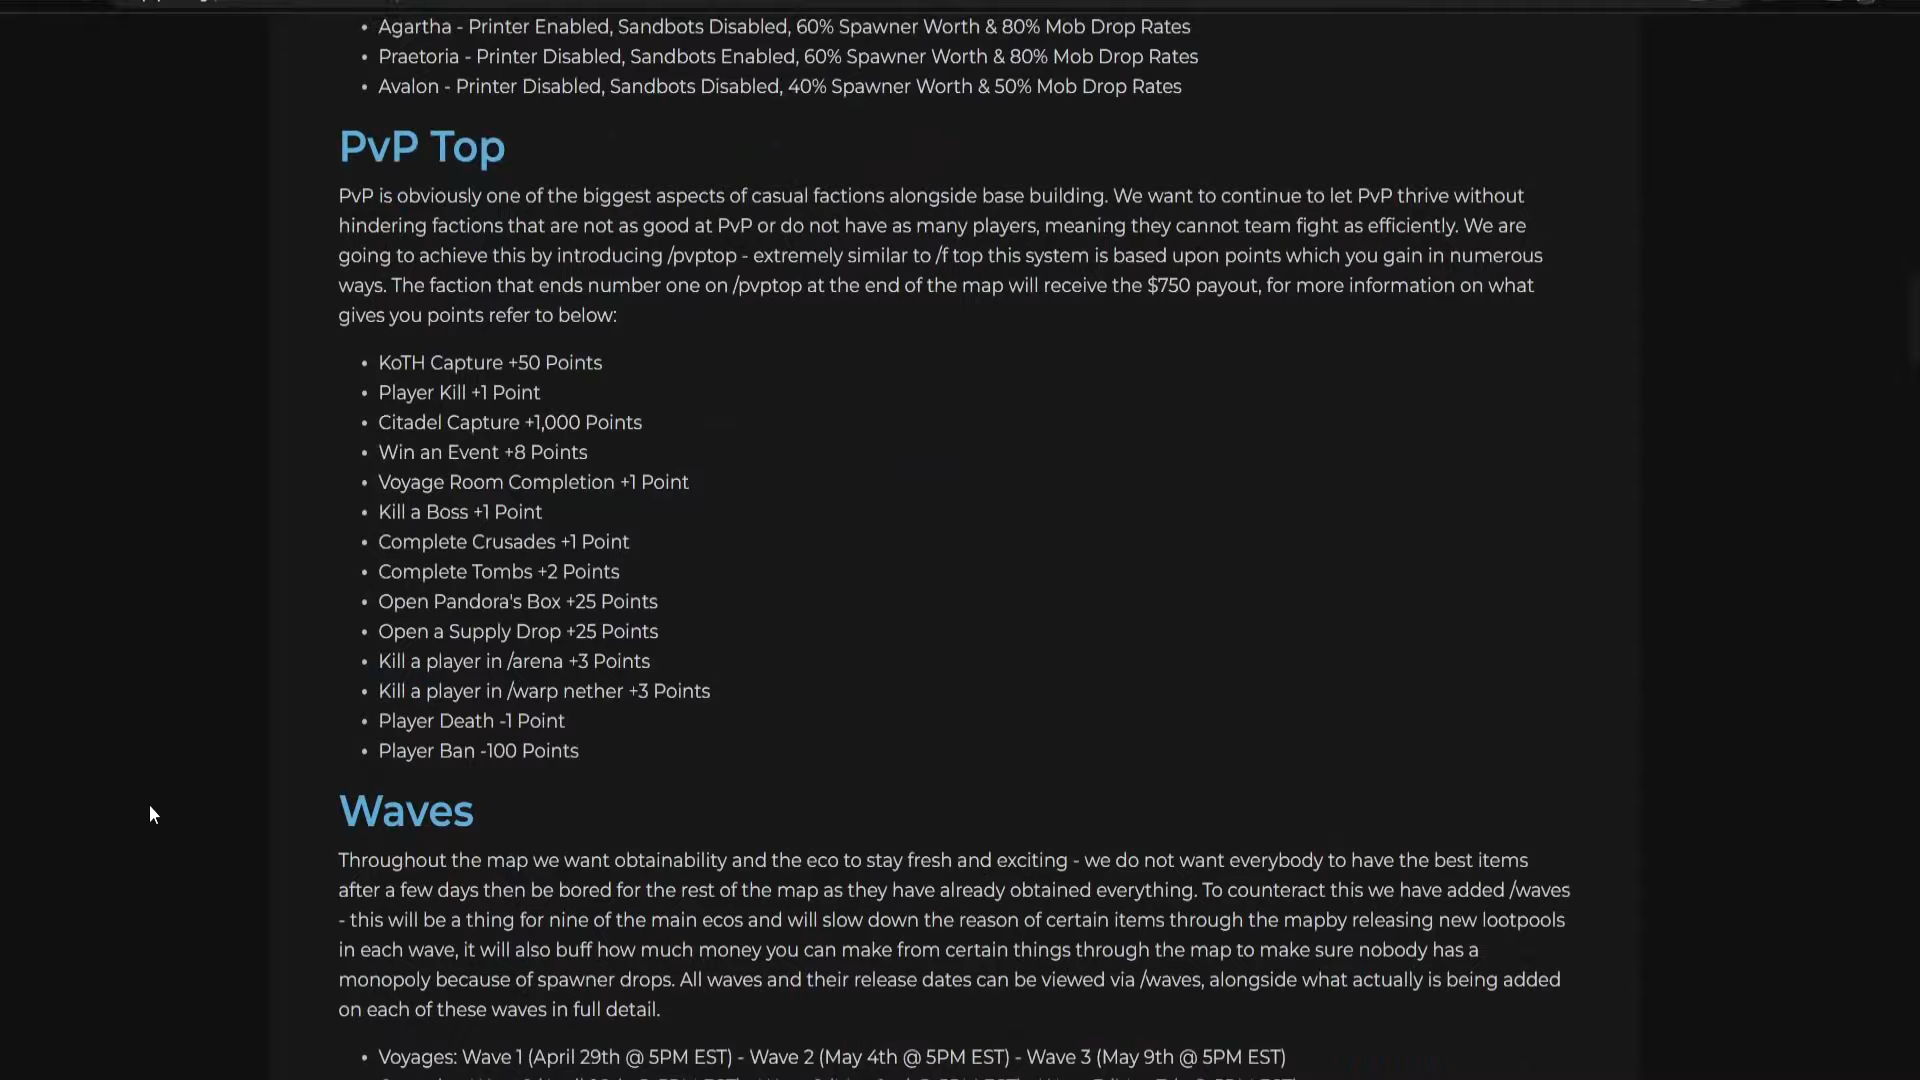 • Agartha - Printer Enabled, Sandbots Disabled, 60% Spawner Worth & 80% Mob Drop Rates
• Praetoria - Printer Disabled, Sandbots Enabled, 60% Spawner Worth & 80% Mob Drop Rates
• Avalon - Printer Disabled, Sandbots Disabled, 40% Spawner Worth & 50% Mob Drop Rates
PvP Top
PvP is obviously one of the biggest aspects of casual factions alongside base building. We want to continue to let PvP thrive without
hindering factions that are not as good at PvP or do not have as many players, meaning they cannot team fight as efficiently. We are
going to achieve this by introducing /pvptop - extremely similar to /f top this system is based upon points which you gain in numerous
ways. The faction that ends number one on /pvptop at the end of the map will receive the $750 payout, for more information on what
gives you points refer to below:
• KoTH Capture +50 Points
• Player Kill +1 Point
• Citadel Capture +1,000 Points
• Win an Event +8 Points
• Voyage Room Completion +1 Point
• Kill a Boss +1 Point
• Complete Crusades +1 Point
• Complete Tombs +2 Points
• Open Pandora's Box +25 Points
• Open a Supply Drop +25 Points
• Kill a player in /arena +3 Points
• Kill a player in /warp nether +3 Points
• Player Death -1 Point
• Player Ban -100 Points
Waves
Throughout the map we want obtainability and the eco to stay fresh and exciting - we do not want everybody to have the best items
after a few days then be bored for the rest of the map as they have already obtained everything. To counteract this we have added /waves
- this will be a thing for nine of the main ecos and will slow down the reason of certain items through the mapby releasing new lootpools
in each wave, it will also buff how much money you can make from certain things through the map to make sure nobody has a
monopoly because of spawner drops. All waves and their release dates can be viewed via /waves, alongside what actually is being added
on each of these waves in full detail.
• Voyages: Wave 1 (April 29th @ 5PM EST) - Wave 2 (May 4th @ 5PM EST) - Wave 3 (May 9th @ 5PM EST)